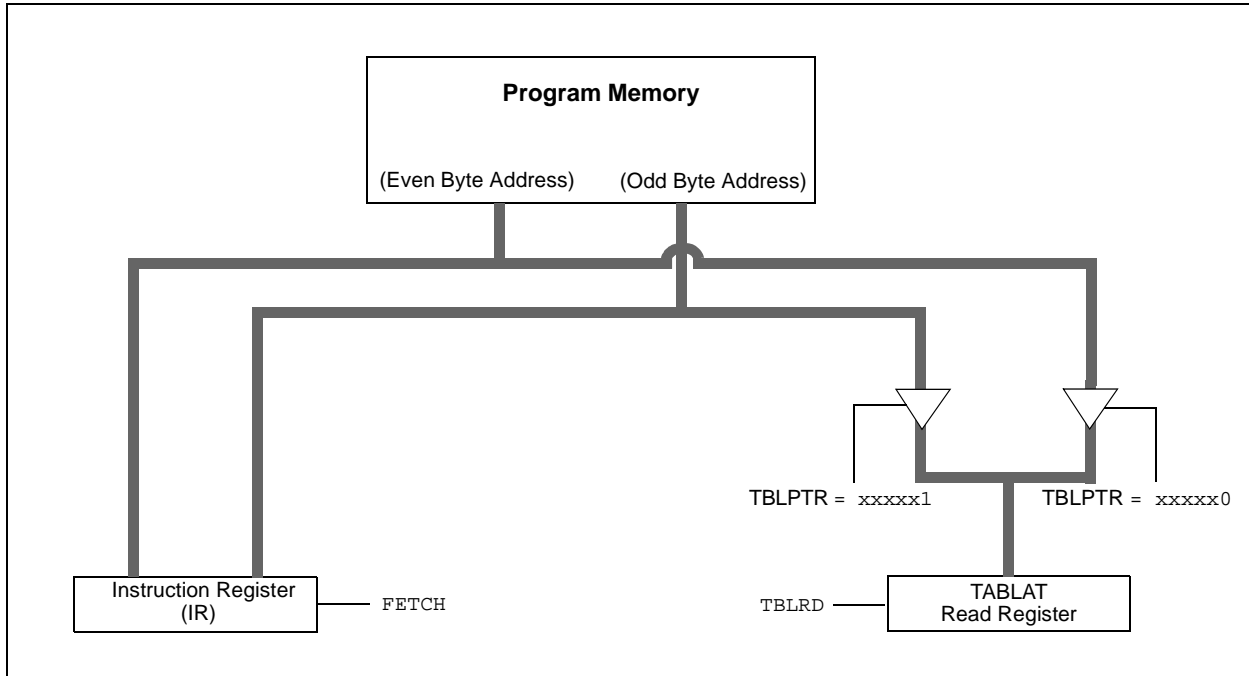 Program Memory
(Even Byte Address) (Odd Byte Address)
TBLPTR = xxxxx1
TBLPTR = xxxxx0
Instruction Register
(IR)
FETCH
TBLRD
TABLAT
Read Register